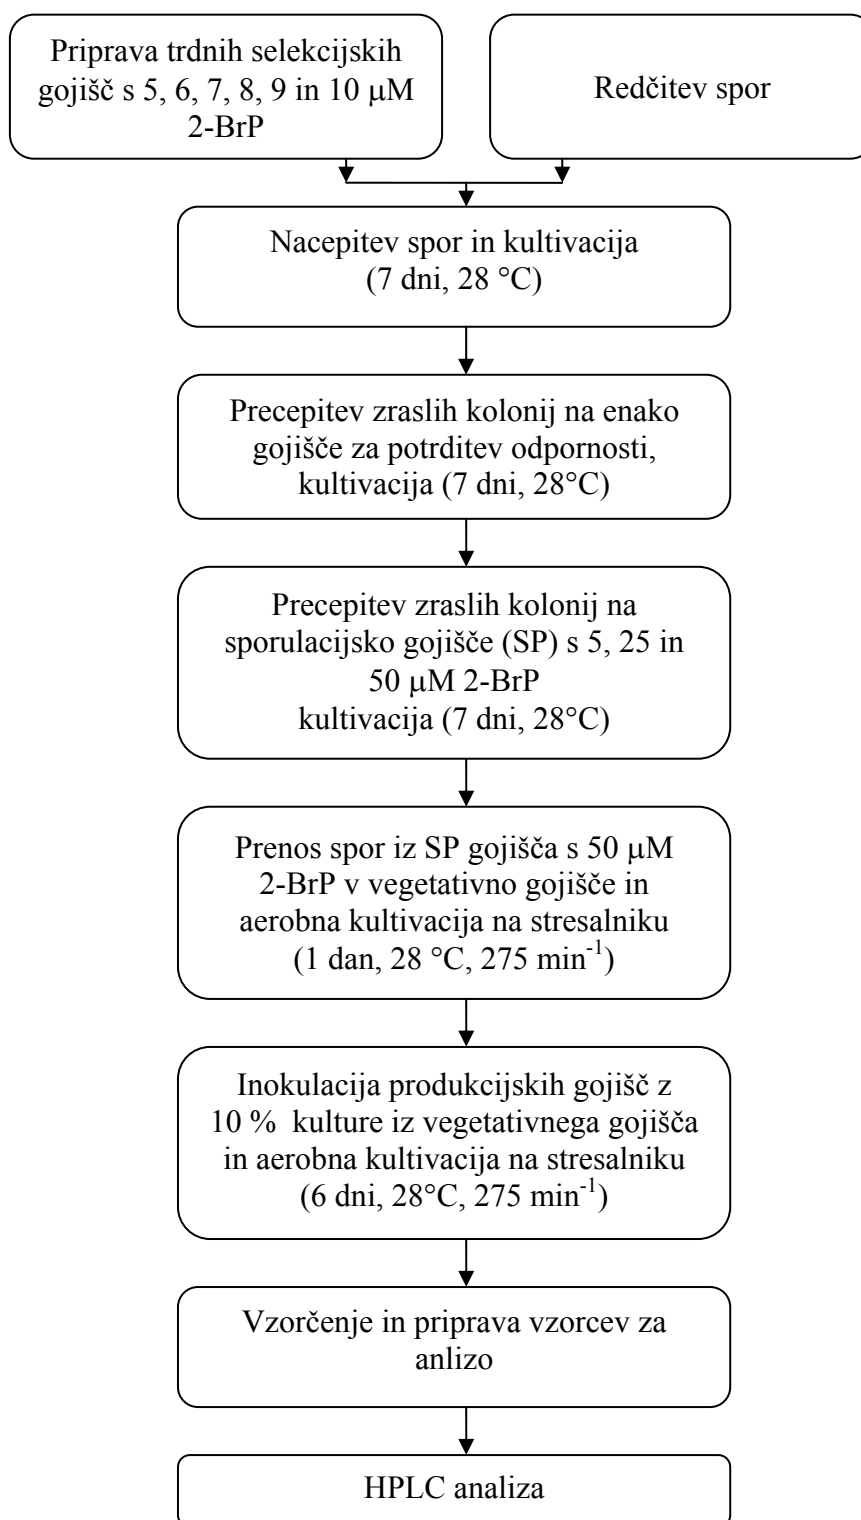 Priprava trdnih selekcijskih
gojišč s 5, 6, 7, 8, 9 in 10 μM
2-BrP
Redčitev spor
Nacepitev spor in kultivacija
(7 dni, 28 °C)
Precepitev zraslih kolonij na enako
gojišče za potrditev odpornosti,
kultivacija (7 dni, 28°C)
Precepitev zraslih kolonij na
sporulacijsko gojišče (SP) s 5, 25 in
50 μM 2-BrP
kultivacija (7 dni, 28°C)
Prenos spor iz SP gojišča s 50 μM
2-BrP v vegetativno gojišče in
aerobna kultivacija na stresalniku
(1 dan, 28 °C, 275 min⁻¹)
Inokulacija produkcijskih gojišč z
10 % kulture iz vegetativnega gojišča
in aerobna kultivacija na stresalniku
(6 dni, 28°C, 275 min⁻¹)
Vzorčenje in priprava vzorcev za
anlizo
HPLC analiza